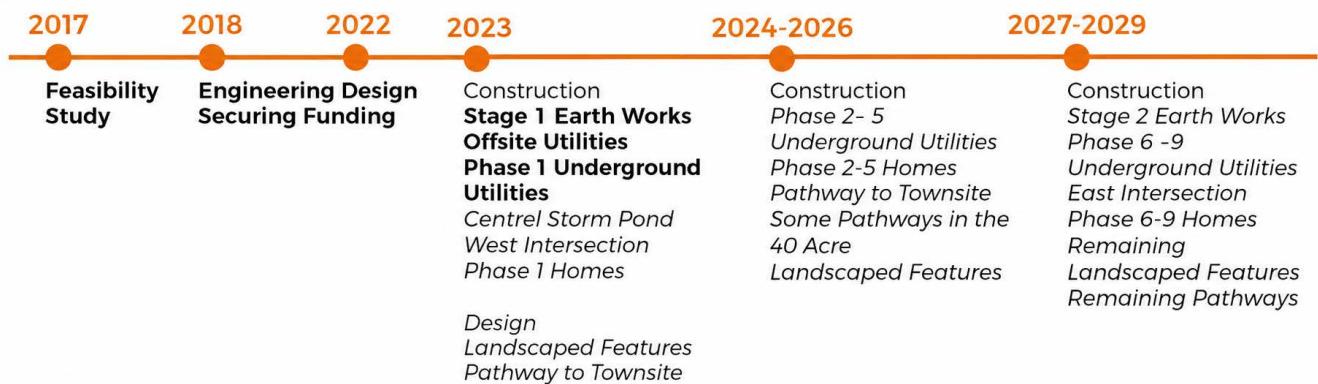 2017
Feasibility
Study
2018
2022
Engineering Design
Securing Funding
2023
Construction
Stage 1 Earth Works
Offsite Utilities
Phase 1 Underground
Utilities
Centrel Storm Pond
West Intersection
Phase 1 Homes
Design
Landscaped Features
Pathway to Townsite
2024-2026
Construction
Phase 2- 5
Underground Utilities
Phase 2-5 Homes
Pathway to Townsite
Some Pathways in the
40 Acre
Landscaped Features
2027-2029
Construction
Stage 2 Earth Works
Phase 6 -9
Underground Utilities
East Intersection
Phase 6-9 Homes
Remaining
Landscaped Features
Remaining Pathways